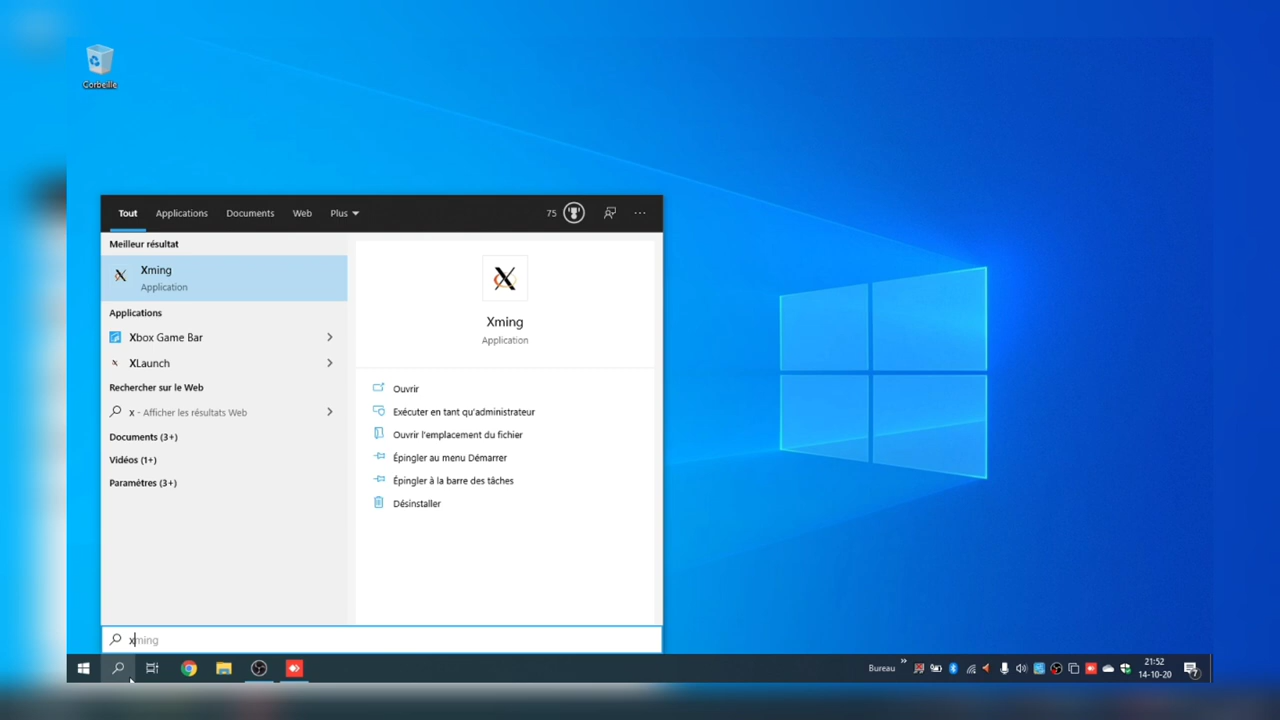 Corbeille
Tout Applications Documents Web Plus 75 ...
Meilleur résultat
Xming
Application
Applications
Xbox Game Bar
XLaunch
Rechercher sur le Web
x - Afficher les résultats Web
Documents (3+)
Vidéos (1+)
Paramètres (3+)
Xming
Application
Ouvrir
Exécuter en tant qu'administrateur
Ouvrir l'emplacement du fichier
Épingler au menu Démarrer
Épingler à la barre des tâches
Désinstaller
xming
Bureau »
21:52
14-10-20
7